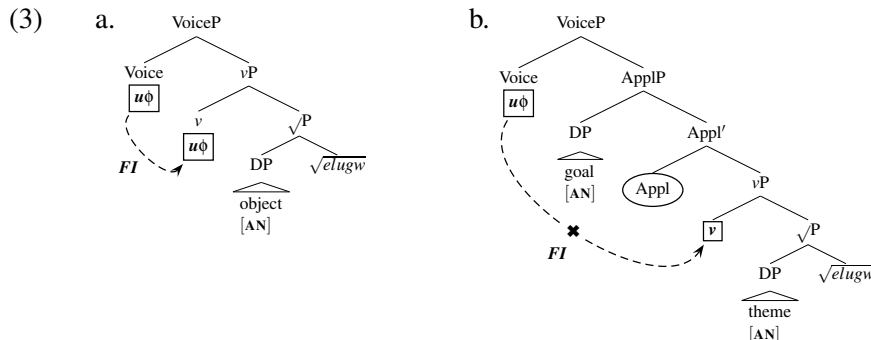 (3) a. b.
VoiceP VoiceP
Voice vP Voice ApplP
uϕ uϕ
v √P DP Appl′
uϕ goal
FI DP √elugw [AN] Appl vP
object
[AN] ✖ v √P
FI
DP √elugw
theme
[AN]